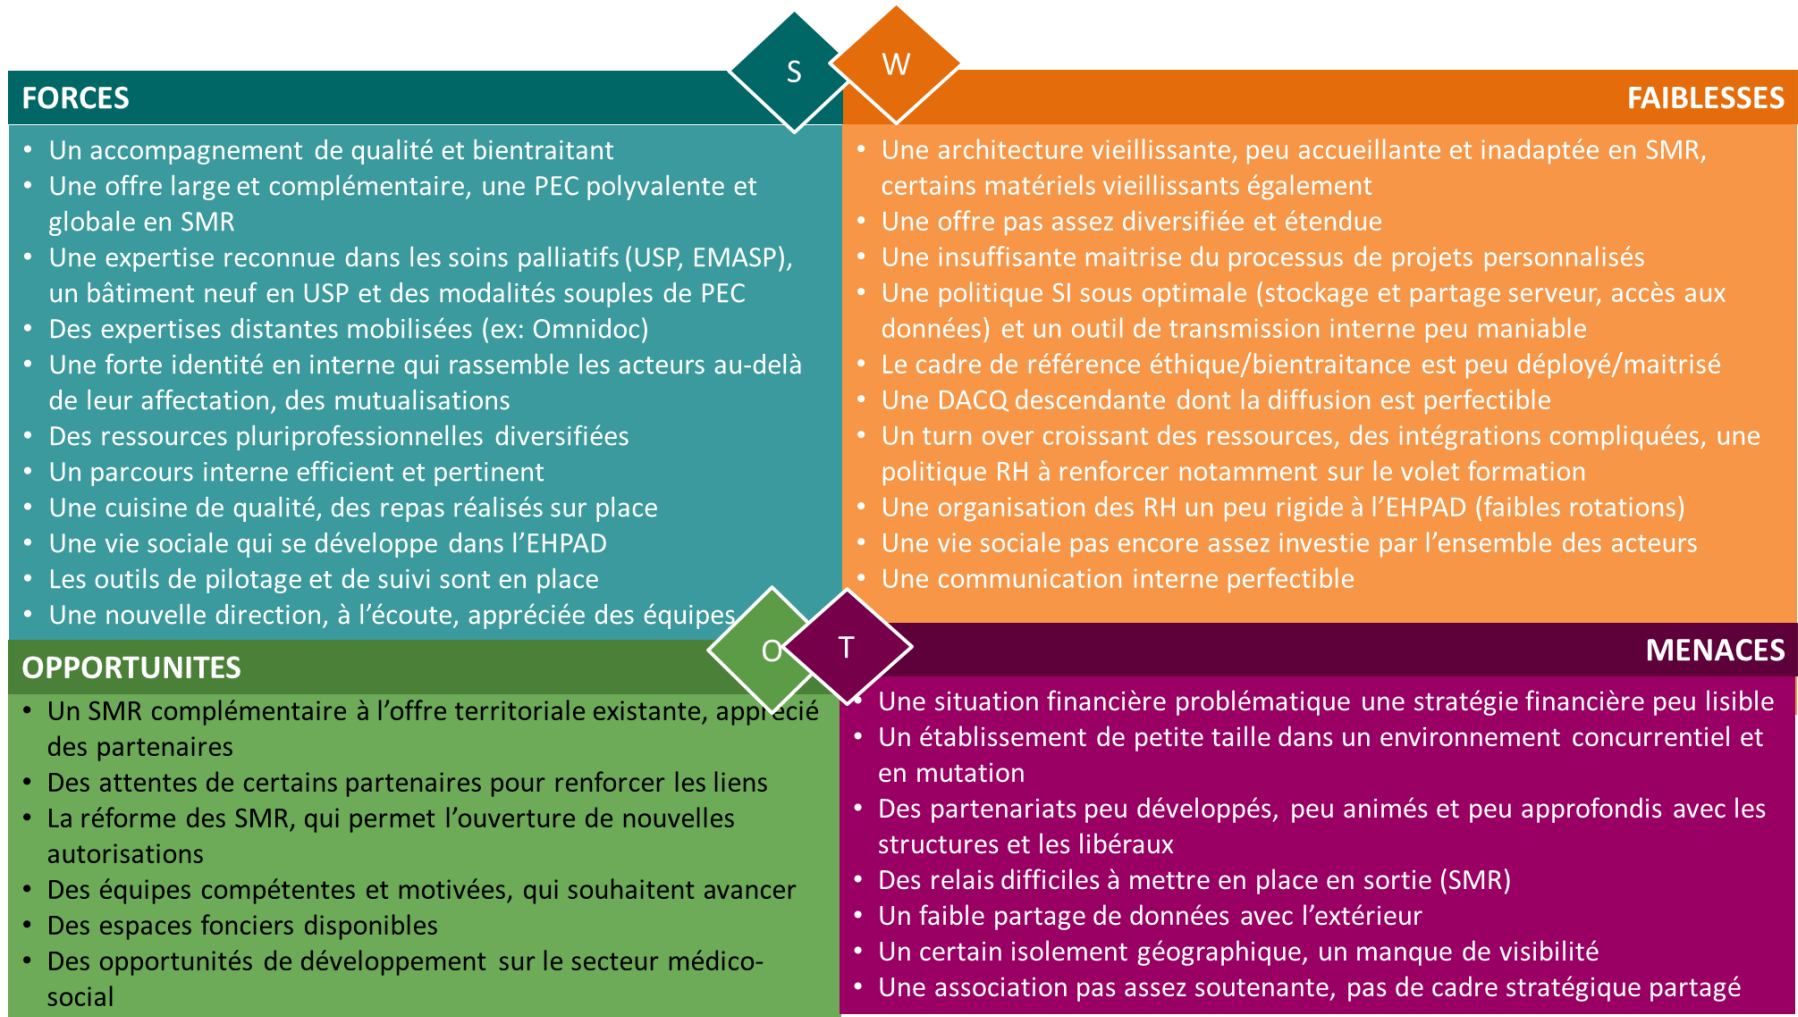 S
W
FORCES
• Un accompagnement de qualité et bientraitant
• Une offre large et complémentaire, une PEC polyvalente et
globale en SMR
• Une expertise reconnue dans les soins palliatifs (USP, EMASP),
un bâtiment neuf en USP et des modalités souples de PEC
• Des expertises distantes mobilisées (ex: Omnidoc)
• Une forte identité en interne qui rassemble les acteurs au-delà
de leur affectation, des mutualisations
• Des ressources pluriprofessionnelles diversifiées
• Un parcours interne efficient et pertinent
• Une cuisine de qualité, des repas réalisés sur place
• Une vie sociale qui se développe dans l’EHPAD
• Les outils de pilotage et de suivi sont en place
• Une nouvelle direction, à l’écoute, appréciée des équipes
FAIBLESSES
• Une architecture vieillissante, peu accueillante et inadaptée en SMR,
certains matériels vieillissants également
• Une offre pas assez diversifiée et étendue
• Une insuffisante maitrise du processus de projets personnalisés
• Une politique SI sous optimale (stockage et partage serveur, accès aux
données) et un outil de transmission interne peu maniable
• Le cadre de référence éthique/bientraitance est peu déployé/maitrisé
• Une DACQ descendante dont la diffusion est perfectible
• Un turn over croissant des ressources, des intégrations compliquées, une
politique RH à renforcer notamment sur le volet formation
• Une organisation des RH un peu rigide à l’EHPAD (faibles rotations)
• Une vie sociale pas encore assez investie par l’ensemble des acteurs
• Une communication interne perfectible
O
T
OPPORTUNITES
• Un SMR complémentaire à l’offre territoriale existante, apprécié
des partenaires
• Des attentes de certains partenaires pour renforcer les liens
• La réforme des SMR, qui permet l’ouverture de nouvelles
autorisations
• Des équipes compétentes et motivées, qui souhaitent avancer
• Des espaces fonciers disponibles
• Des opportunités de développement sur le secteur médico-
social
MENACES
• Une situation financière problématique une stratégie financière peu lisible
• Un établissement de petite taille dans un environnement concurrentiel et
en mutation
• Des partenariats peu développés, peu animés et peu approfondis avec les
structures et les libéraux
• Des relais difficiles à mettre en place en sortie (SMR)
• Un faible partage de données avec l’extérieur
• Un certain isolement géographique, un manque de visibilité
• Une association pas assez soutenante, pas de cadre stratégique partagé